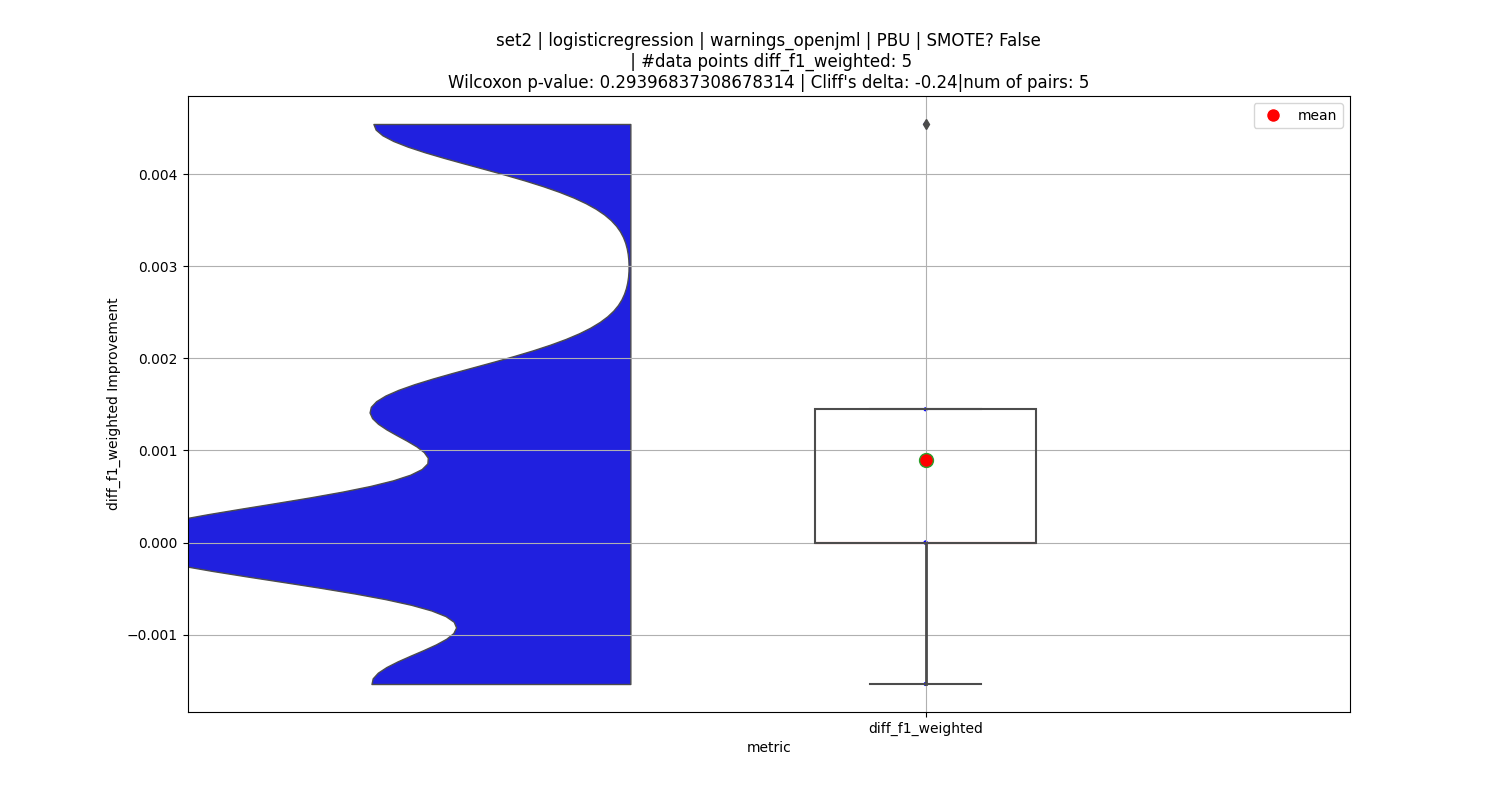 set2 | logisticregression | warnings_openjml | PBU | SMOTE? False
| #data points diff_f1_weighted: 5
Wilcoxon p-value: 0.29396837308678314 | Cliff's delta: -0.24|num of pairs: 5
mean
0.004
0.003
0.002
0.001
0.000
−0.001
diff_f1_weighted Improvement
diff_f1_weighted
metric